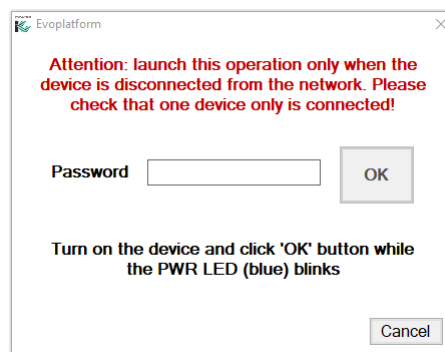 Evoplatform
Attention: launch this operation only when the
device is disconnected from the network. Please
check that one device only is connected!
Password
OK
Turn on the device and click 'OK' button while
the PWR LED (blue) blinks
Cancel